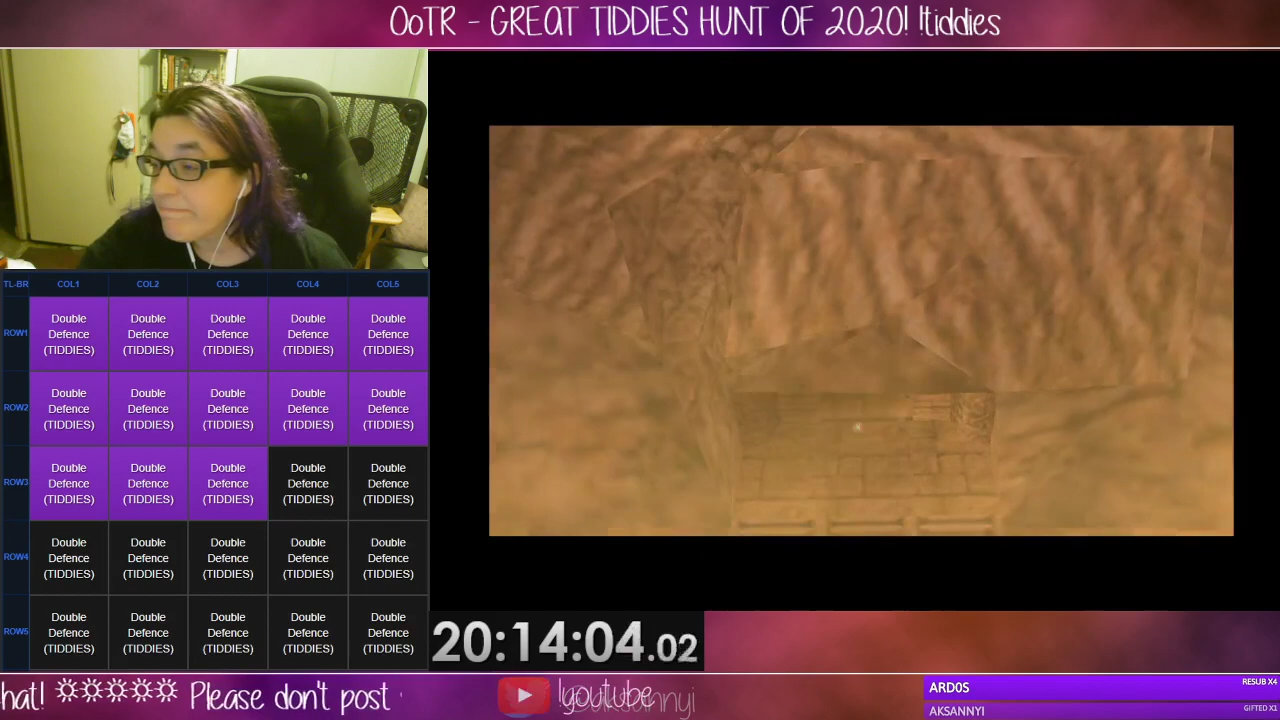 OoTR - GREAT TIDDIES HUNT OF 2020! !tiddies
TL-BR COL1 COL2 COL3 COL4 COL5
ROW1
Double Double Double Double Double
Defence Defence Defence Defence Defence
(TIDDIES) (TIDDIES) (TIDDIES) (TIDDIES) (TIDDIES)
ROW2
Double Double Double Double Double
Defence Defence Defence Defence Defence
(TIDDIES) (TIDDIES) (TIDDIES) (TIDDIES) (TIDDIES)
ROW3
Double Double Double Double Double
Defence Defence Defence Defence Defence
(TIDDIES) (TIDDIES) (TIDDIES) (TIDDIES) (TIDDIES)
ROW4
Double Double Double Double Double
Defence Defence Defence Defence Defence
(TIDDIES) (TIDDIES) (TIDDIES) (TIDDIES) (TIDDIES)
ROW5
Double Double Double Double Double
Defence Defence Defence Defence Defence
(TIDDIES) (TIDDIES) (TIDDIES) (TIDDIES) (TIDDIES)
20:14:04.02
hat! ☼☼☼☼☼ Please don't post
!youtube
ARD0S RESUB X4
AKSANNYI GIFTED X1